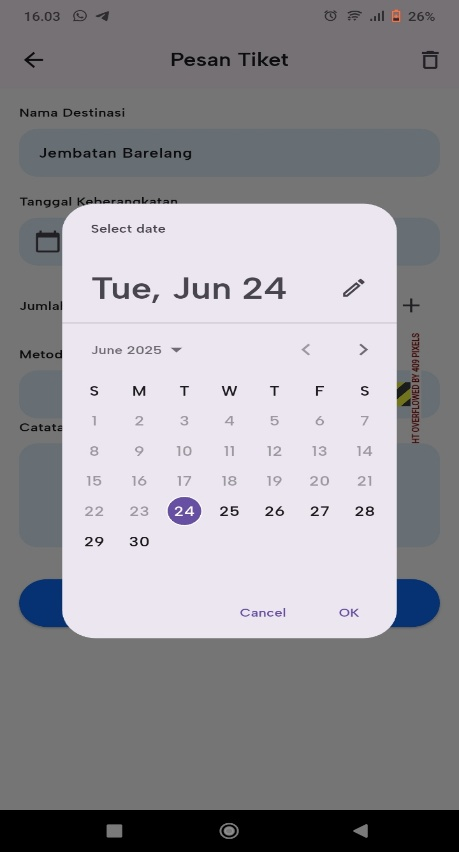 16.03 26%
Pesan Tiket
Nama Destinasi
Jembatan Barelang
Tanggal Keberangkatan
Select date
Tue, Jun 24
Jumlah
June 2025
HT OVERFLOWED BY 409 PIXELS
Metod
S M T W T F S
1 2 3 4 5 6 7
8 9 10 11 12 13 14
Catata
15 16 17 18 19 20 21
22 23 24 25 26 27 28
29 30
Cancel OK